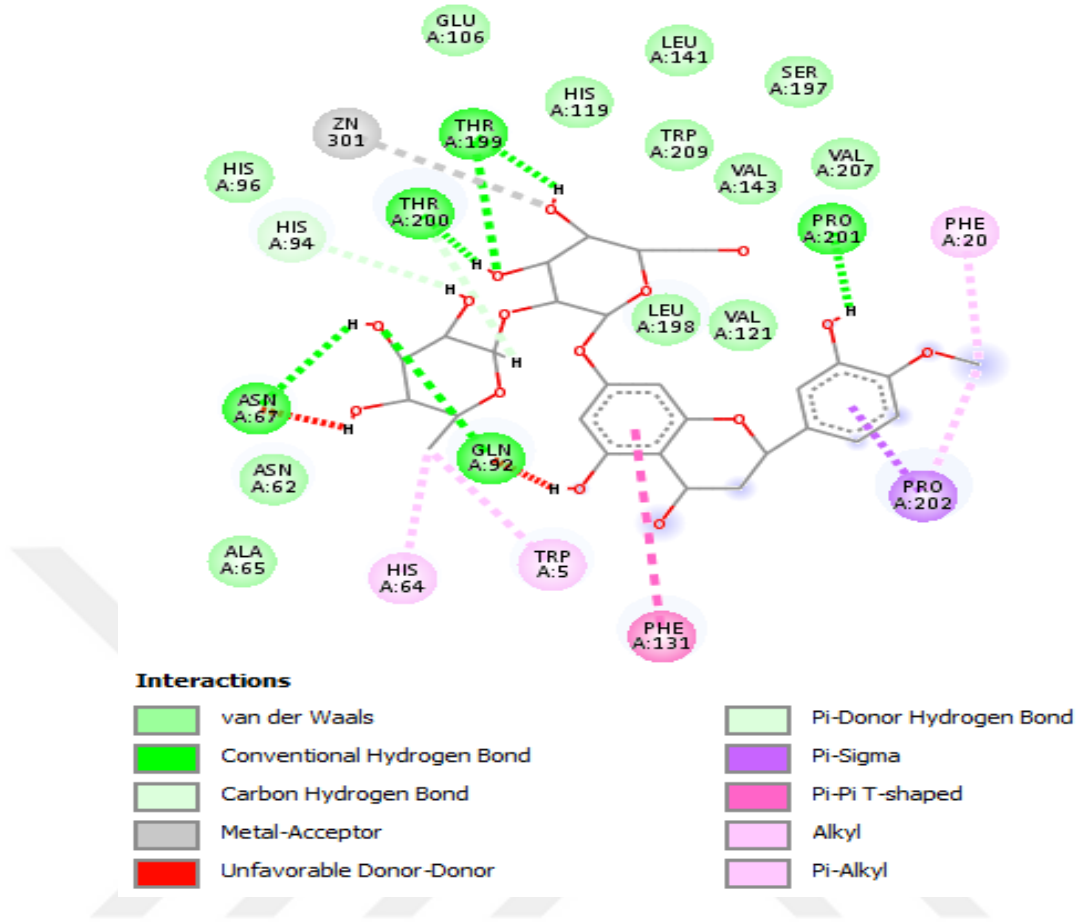 GLU
A:106
LEU
A:141
SER
A:197
HIS
A:119
ZN
301
THR
A:199
TRP
A:209
VAL
A:207
HIS
A:96
VAL
A:143
THR
A:200
H
O
HIS
A:94
PRO
A:201
PHE
A:20
O
H
O
H
O
O
H
O
LEU
A:198
VAL
A:121
H
O
O
O
O
O
H
O
ASN
A:67
O
H
O
GLN
A:92
ASN
A:62
H
O
PRO
A:202
O
ALA
A:65
HIS
A:64
TRP
A:5
PHE
A:131
Interactions
van der Waals
Conventional Hydrogen Bond
Carbon Hydrogen Bond
Metal-Acceptor
Unfavorable Donor-Donor
Pi-Donor Hydrogen Bond
Pi-Sigma
Pi-Pi T-shaped
Alkyl
Pi-Alkyl